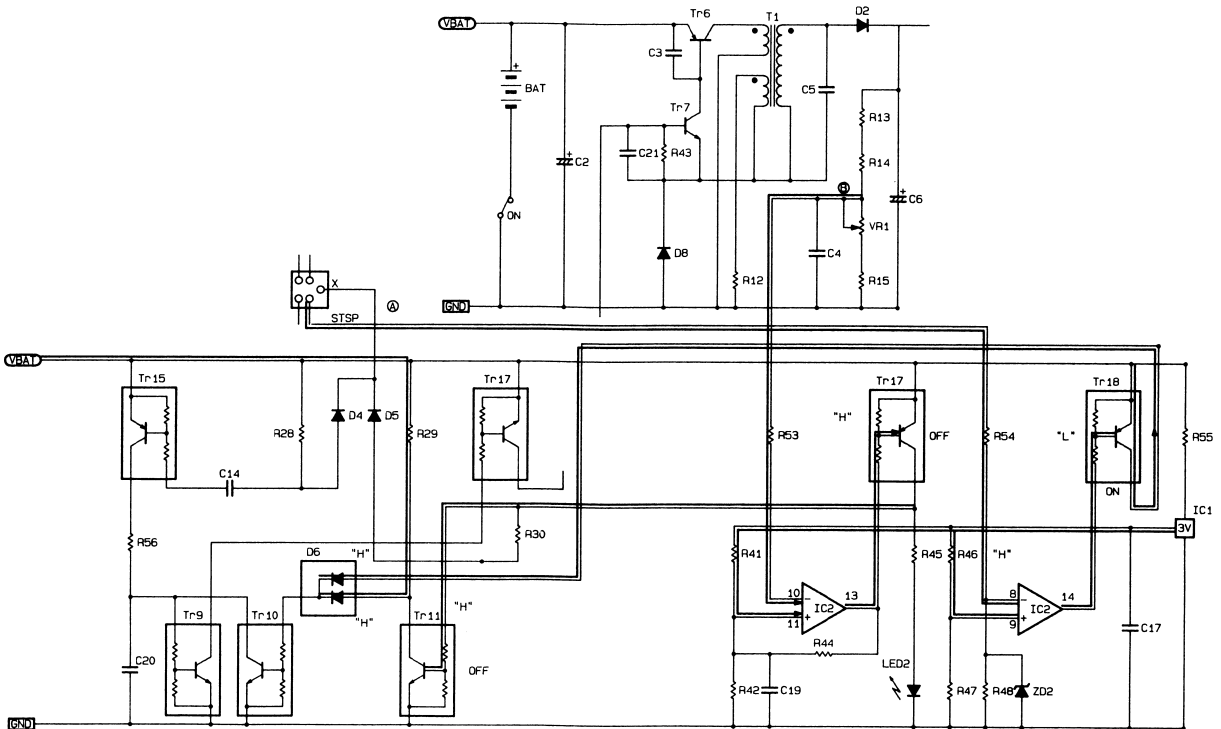 VBAT
Tr6
T1
D2
C3
+
BAT
C5
R13
Tr7
C21
R43
+
C2
R14
B
+
C6
ON
VR1
D8
C4
R12
R15
X
A
GND
STSP
VBAT
Tr15
Tr17
Tr17
Tr18
D4
D5
"H"
R28
R29
R53
OFF
R54
"L"
R55
C14
ON
IC1
3V
R56
R30
R41
R45
R46
"H"
D6
"H"
10
−
13
8
−
14
IC2
IC2
11
+
9
+
"H"
Tr9
Tr10
Tr11
"H"
C17
R44
C20
OFF
LED2
R42
C19
R47
R48
ZD2
GND